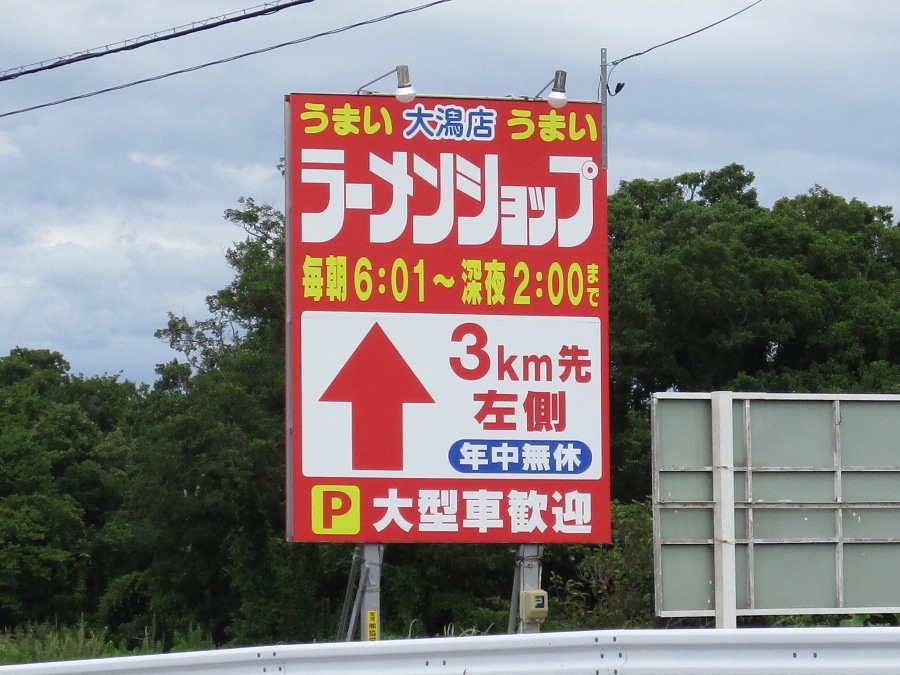 うまい 大潟店 うまい
ラーメンショップ
毎朝6:01～深夜2:00まで
3km先
左側
年中無休
P 大型車歓迎